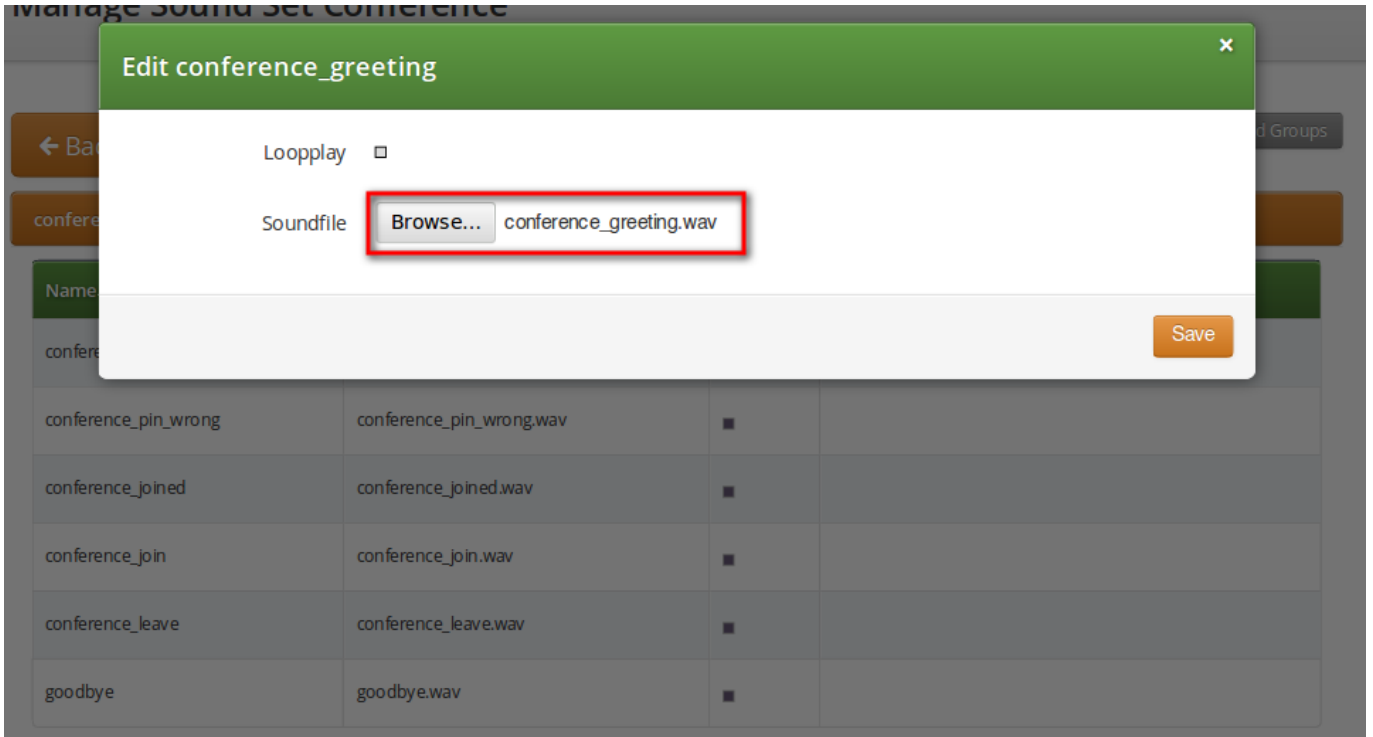 Manage Sound Set Conference
Edit conference_greeting
×
Loopplay
Soundfile Browse... conference_greeting.wav
Save
Groups
Name
conference_pin_wrong conference_pin_wrong.wav
conference_joined conference_joined.wav
conference_join conference_join.wav
conference_leave conference_leave.wav
goodbye goodbye.wav